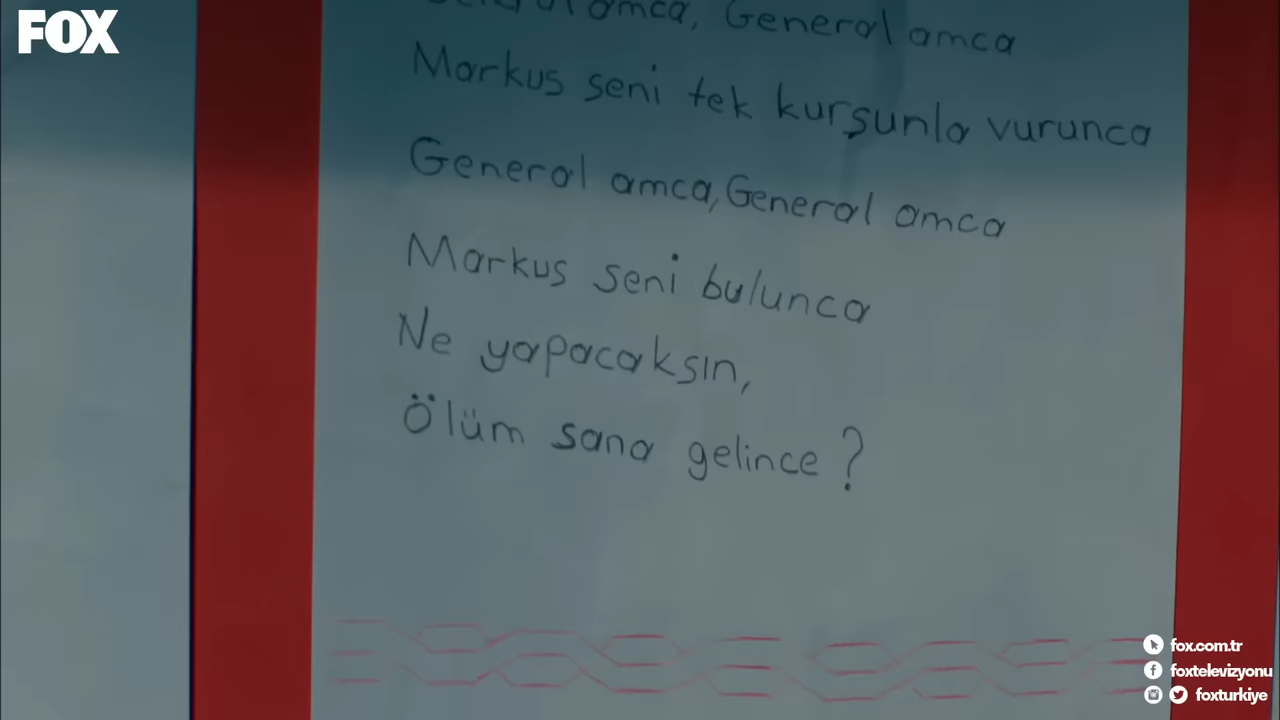 FOX
General amca, General amca
Markus seni tek kurşunla vurunca
General amca, General amca
Markus seni bulunca
Ne yapacaksın,
Ölüm sana gelince?
fox.com.tr
foxtelevizyonu
foxturkiye